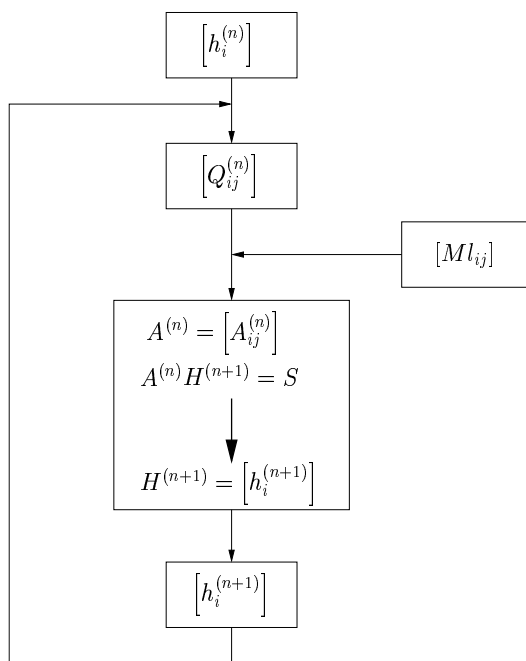 [h_i^{(n)}]
[Q_{ij}^{(n)}]
[Ml_{ij}]
A^{(n)} = [A_{ij}^{(n)}]
A^{(n)}H^{(n+1)} = S
H^{(n+1)} = [h_i^{(n+1)}]
[h_i^{(n+1)}]